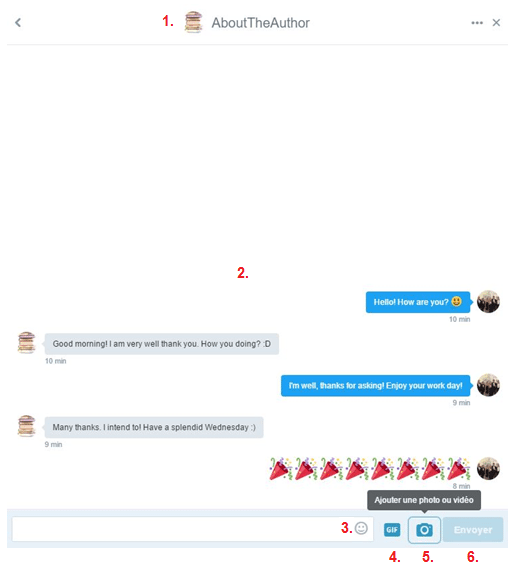 1. AboutTheAuthor
2.
Hello! How are you? 😃
10 min
Good morning! I am very well thank you. How you doing? :D
10 min
I'm well, thanks for asking! Enjoy your work day!
9 min
Many thanks. I intend to! Have a splendid Wednesday :)
9 min
🎉🎉🎉🎉🎉🎉🎉🎉
8 min
Ajouter une photo ou vidéo
3. GIF Envoyer
4. 5. 6.